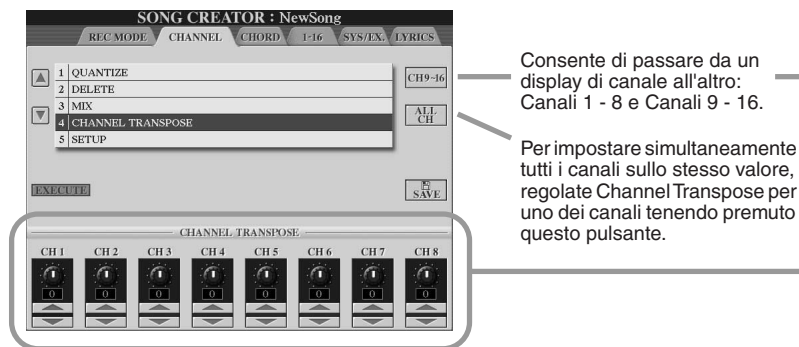 SONG CREATOR : NewSong
REC MODE CHANNEL CHORD 1-16 SYS/EX. LYRICS
1 QUANTIZE
2 DELETE
3 MIX
4 CHANNEL TRANSPOSE
5 SETUP
CH9~16
ALL
CH
EXECUTE
SAVE
CHANNEL TRANSPOSE
CH 1 CH 2 CH 3 CH 4 CH 5 CH 6 CH 7 CH 8
0 0 0 0 0 0 0 0
Consente di passare da un
display di canale all'altro:
Canali 1 - 8 e Canali 9 - 16.
Per impostare simultaneamente
tutti i canali sullo stesso valore,
regolate Channel Transpose per
uno dei canali tenendo premuto
questo pulsante.